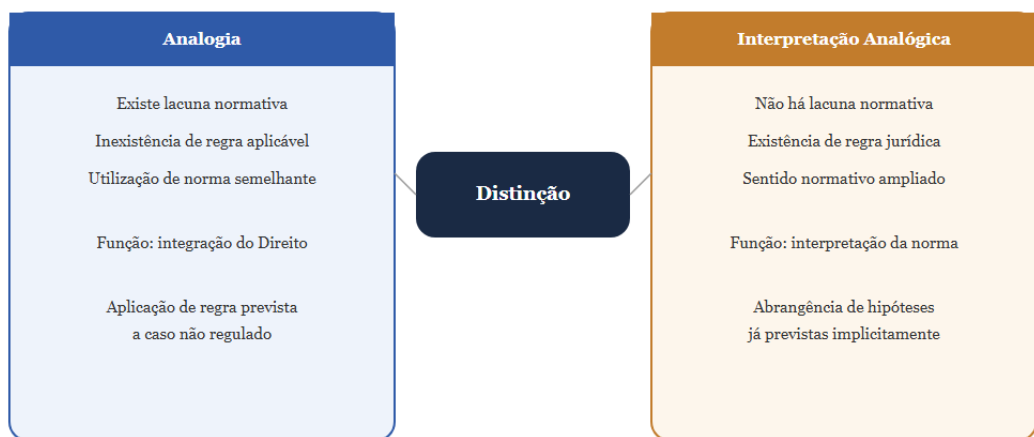 Analogia
Existe lacuna normativa
Inexistência de regra aplicável
Utilização de norma semelhante
Função: integração do Direito
Aplicação de regra prevista
a caso não regulado
Distinção
Interpretação Analógica
Não há lacuna normativa
Existência de regra jurídica
Sentido normativo ampliado
Função: interpretação da norma
Abrangência de hipóteses
já previstas implicitamente